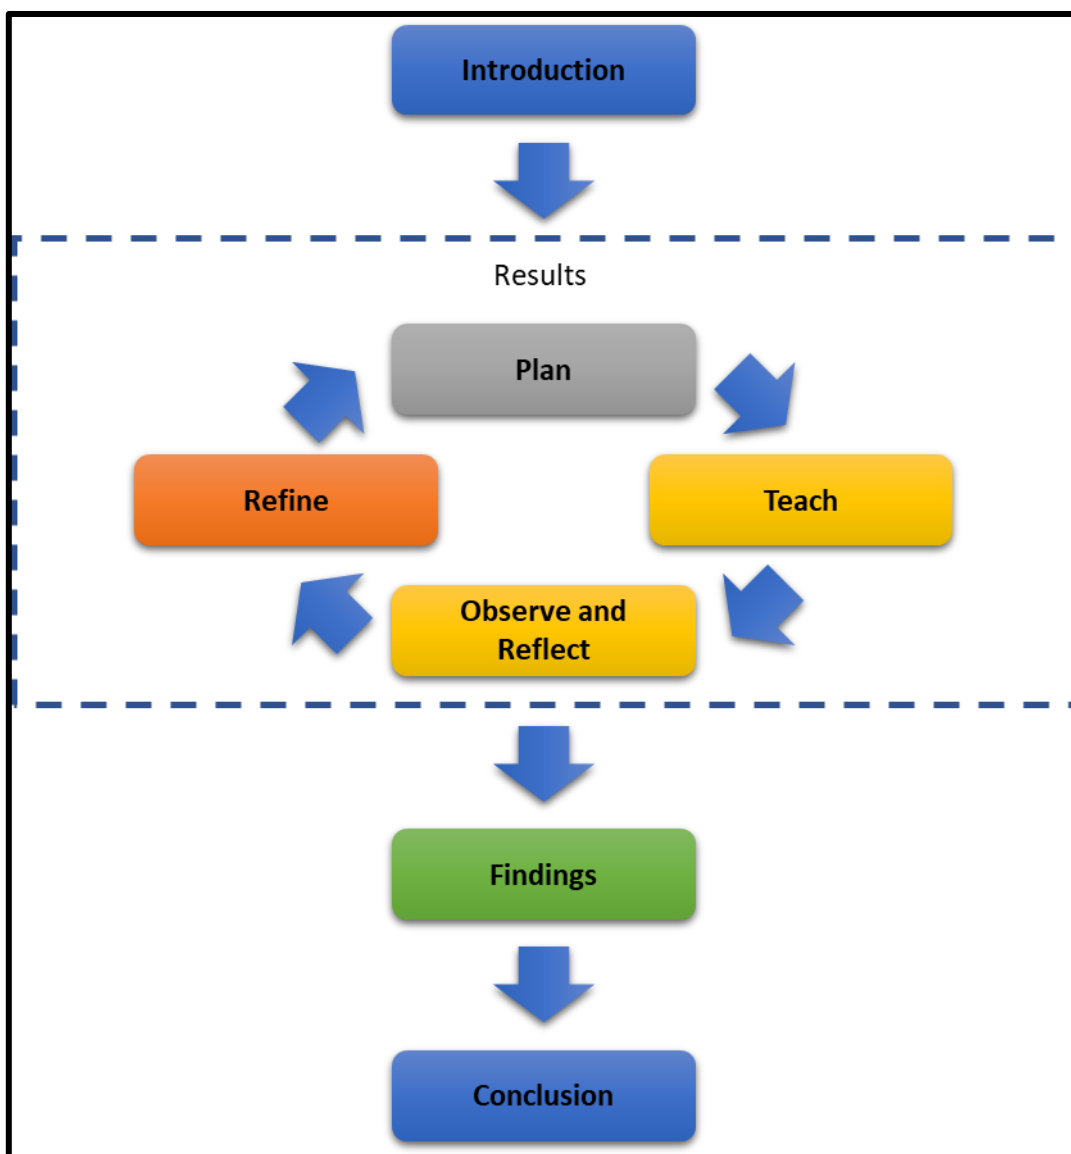 Introduction
Results
Plan
Refine
Teach
Observe and
Reflect
Findings
Conclusion